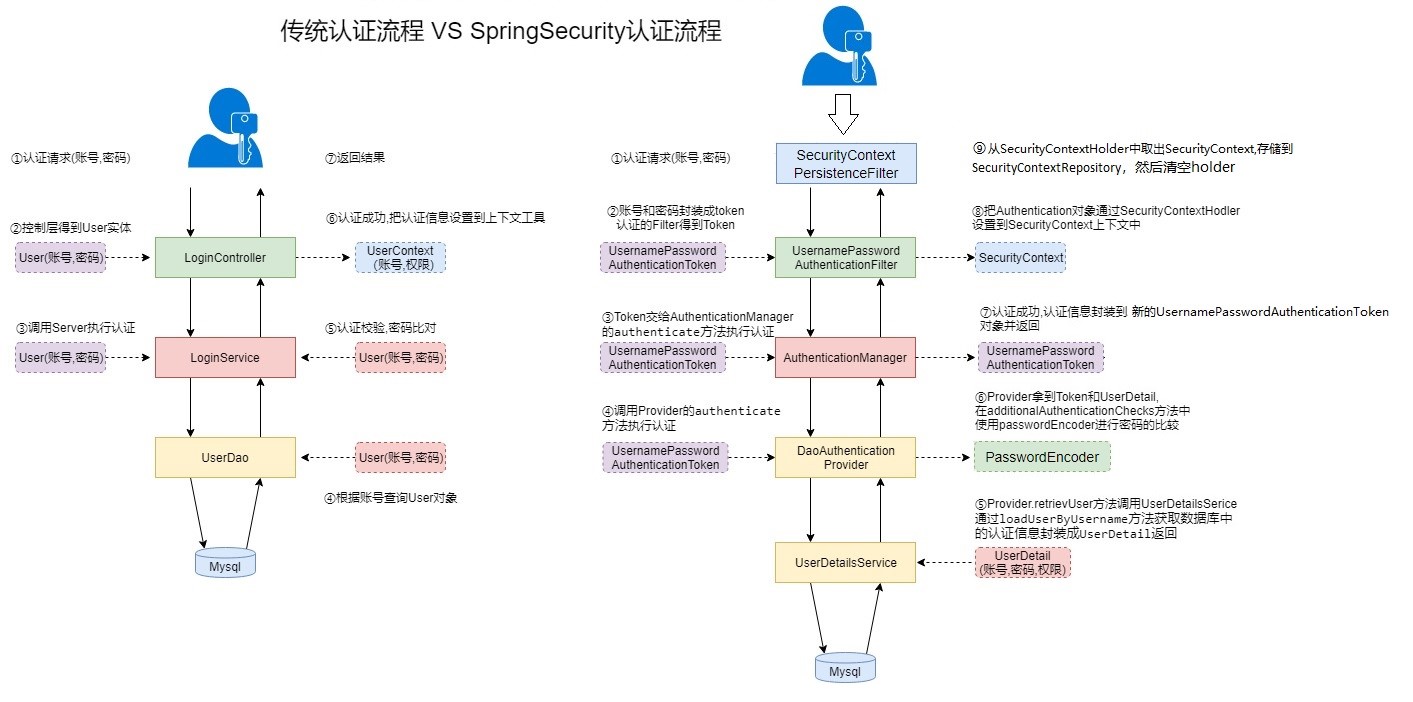 传统认证流程 VS SpringSecurity认证流程
①认证请求(账号,密码)
⑦返回结果
②控制层得到User实体
User(账号,密码)
LoginController
⑥认证成功,把认证信息设置到上下文工具
UserContext
(账号,权限)
③调用Server执行认证
User(账号,密码)
LoginService
⑤认证校验,密码比对
User(账号,密码)
UserDao
User(账号,密码)
④根据账号查询User对象
Mysql
①认证请求(账号,密码)
SecurityContext
PersistenceFilter
⑨从SecurityContextHolder中取出SecurityContext,存储到
SecurityContextRepository，然后清空holder
②账号和密码封装成token
认证的Filter得到Token
UsernamePassword
AuthenticationToken
UsernamePassword
AuthenticationFilter
⑧把Authentication对象通过SecurityContextHodler
设置到SecurityContext上下文中
SecurityContext
③Token交给AuthenticationManager
的authenticate方法执行认证
UsernamePassword
AuthenticationToken
AuthenticationManager
⑦认证成功,认证信息封装到 新的UsernamePasswordAuthenticationToken
对象并返回
UsernamePassword
AuthenticationToken
④调用Provider的authenticate
方法执行认证
UsernamePassword
AuthenticationToken
DaoAuthentication
Provider
⑥Provider拿到Token和UserDetail,
在additionalAuthenticationChecks方法中
使用passwordEncoder进行密码的比较
PasswordEncoder
⑤Provider.retrievUser方法调用UserDetailsSerice
通过loadUserByUsername方法获取数据库中
的认证信息封装成UserDetail返回
UserDetailsService
UserDetail
(账号,密码,权限)
Mysql